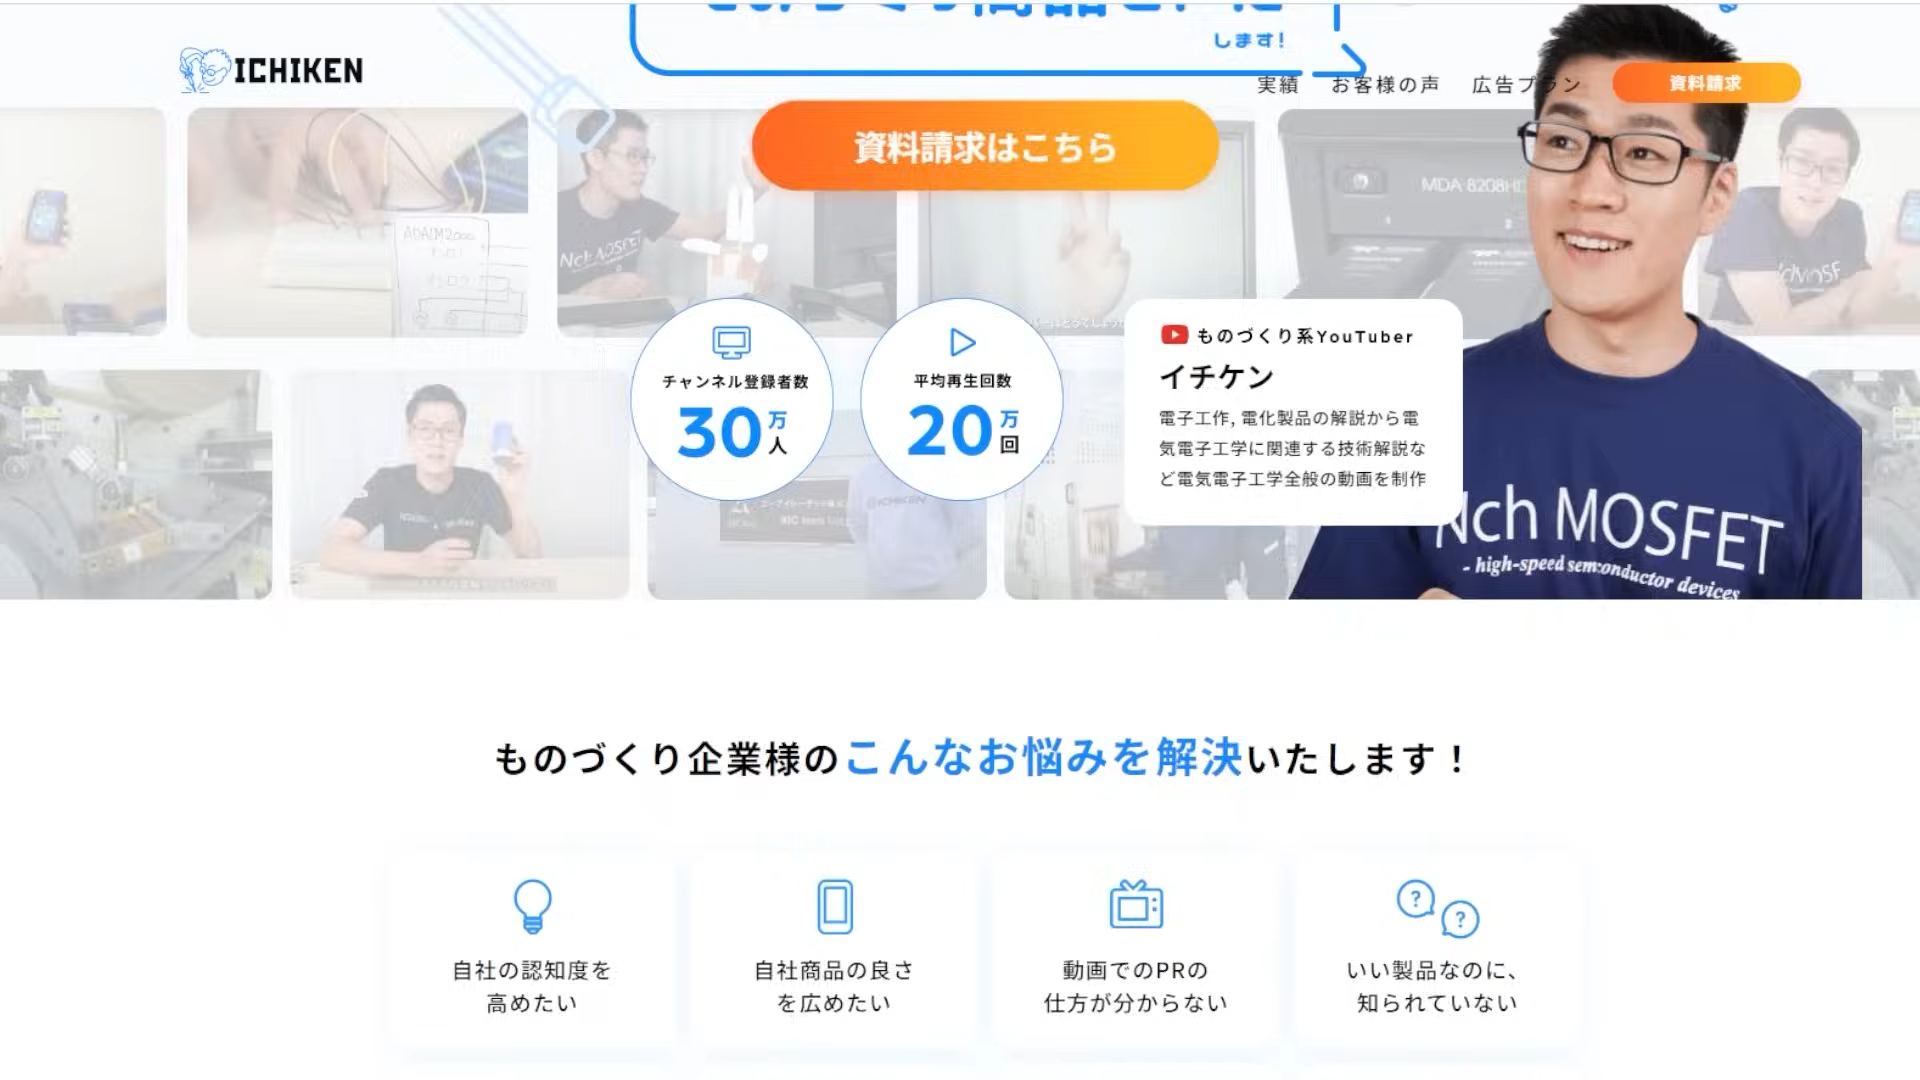 します!
ICHIKEN
実績
お客様の声
広告プラン
資料請求
資料請求はこちら
MDA 8208H
ADALM2000
Nch MOSFET
チャンネル登録者数
30万人
平均再生回数
20万回
ものづくり系YouTuber
イチケン
電子工作, 電化製品の解説から電
気電子工学に関連する技術解説な
ど電気電子工学全般の動画を制作
Nch MOSFET
- high-speed semiconductor devices
ものづくり企業様のこんなお悩みを解決いたします！
自社の認知度を
高めたい
自社商品の良さ
を広めたい
動画でのPRの
仕方が分からない
いい製品なのに、
知られていない